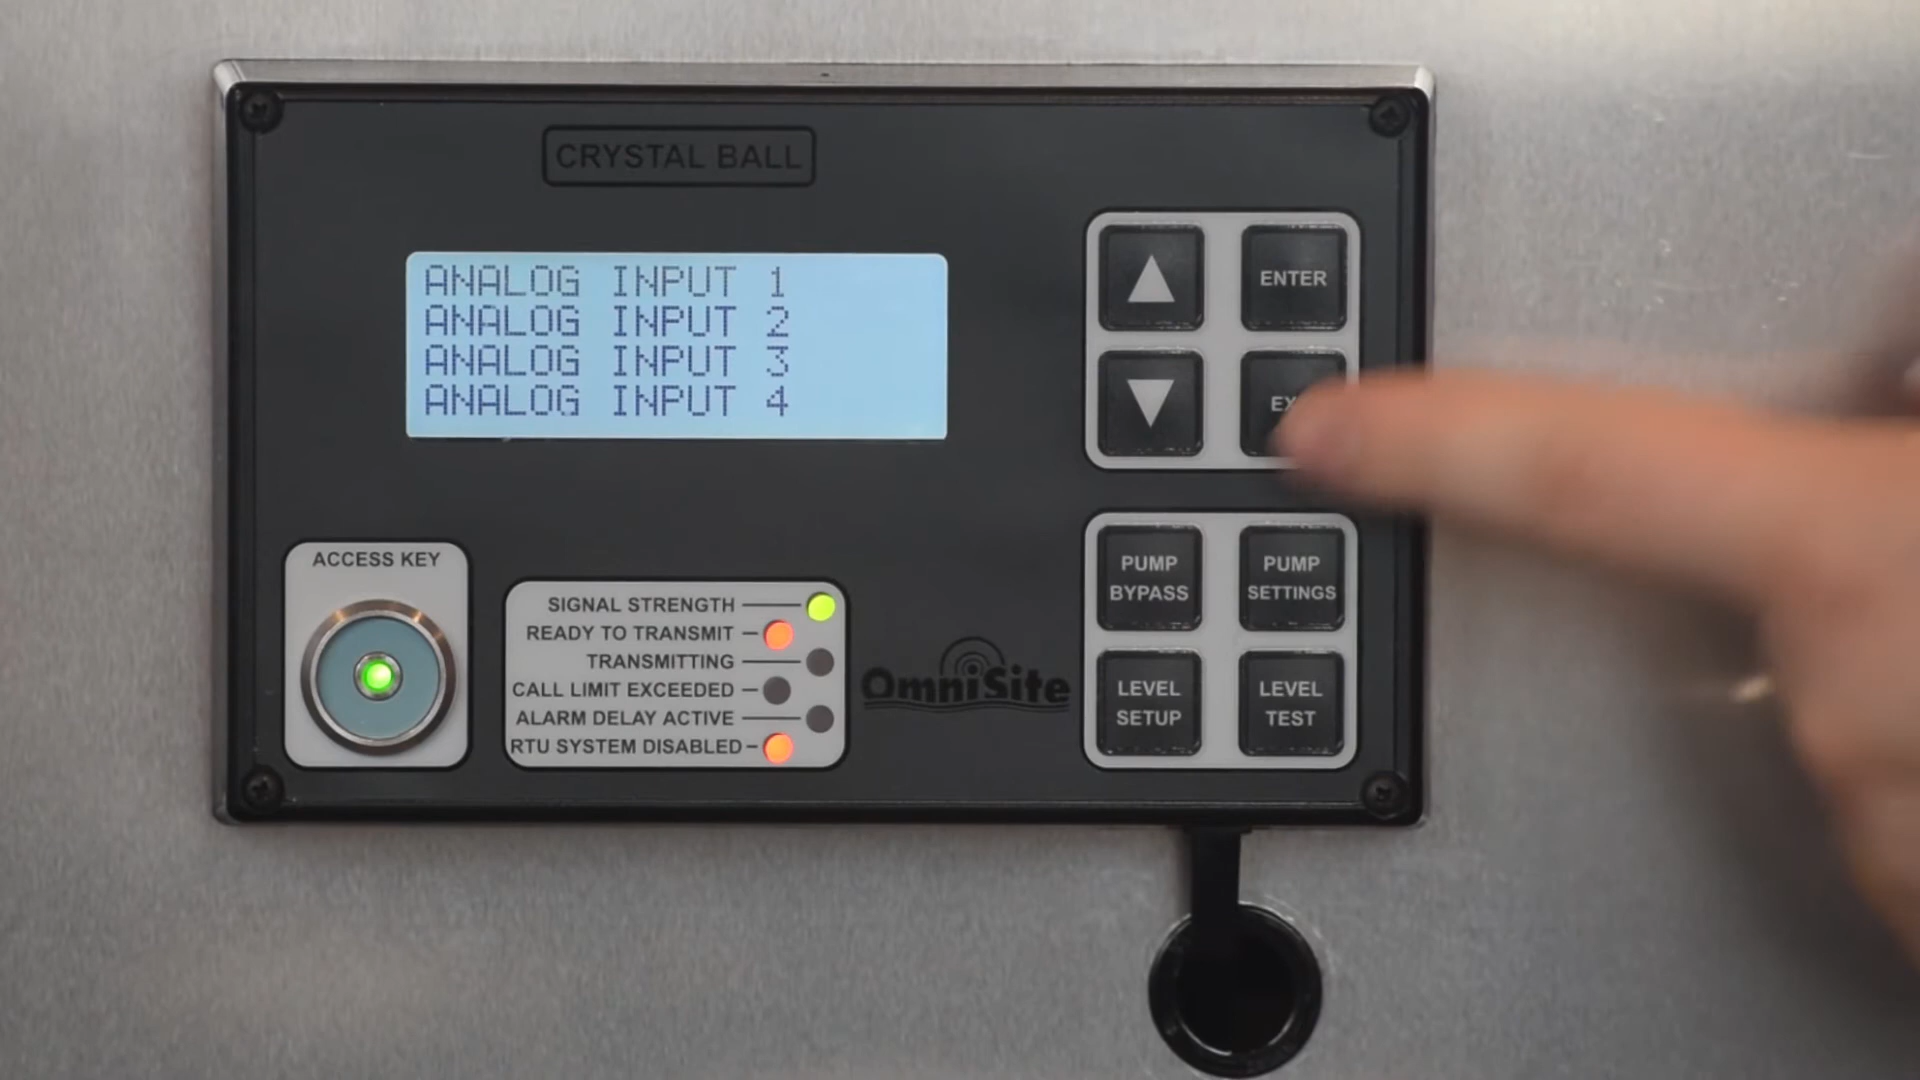 CRYSTAL BALL
ANALOG INPUT 1
ANALOG INPUT 2
ANALOG INPUT 3
ANALOG INPUT 4
ENTER
ACCESS KEY
SIGNAL STRENGTH
READY TO TRANSMIT
TRANSMITTING
CALL LIMIT EXCEEDED
ALARM DELAY ACTIVE
RTU SYSTEM DISABLED
OmniSite
PUMP
BYPASS
PUMP
SETTINGS
LEVEL
SETUP
LEVEL
TEST